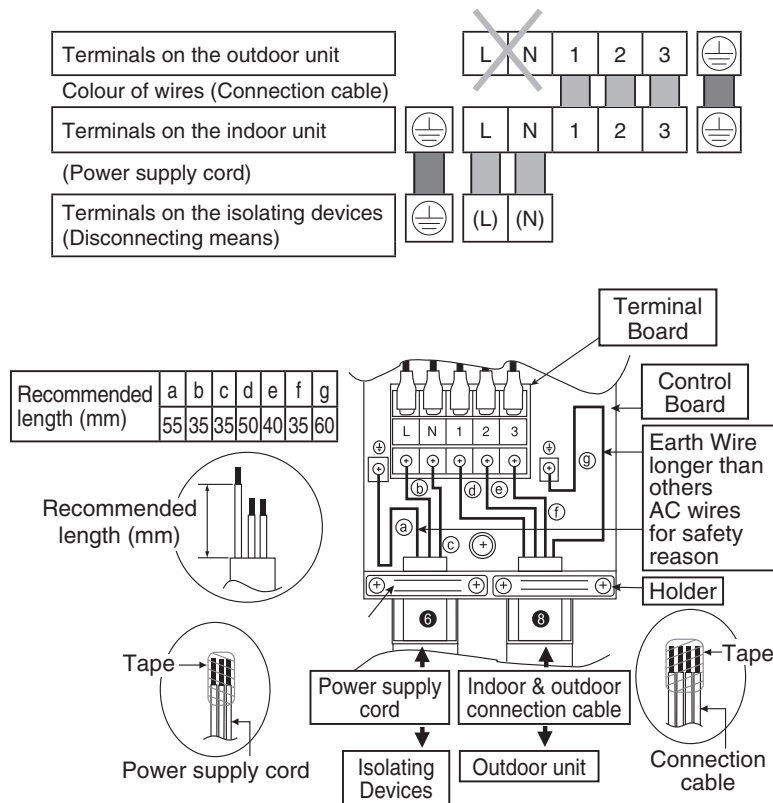 Terminals on the outdoor unit
L N 1 2 3
Colour of wires (Connection cable)
Terminals on the indoor unit
L N 1 2 3
(Power supply cord)
Terminals on the isolating devices
(Disconnecting means)
(L) (N)
Terminal
Board
Recommended
length (mm)
a b c d e f g
55 35 35 50 40 35 60
Control
Board
L N 1 2 3
Earth Wire
longer than
others
AC wires
for safety
reason
Recommended
length (mm)
g
b d e
f
a
c
Holder
6 8
Tape
Tape
Power supply
cord
Indoor & outdoor
connection cable
Power supply cord
Isolating
Devices
Outdoor unit
Connection
cable